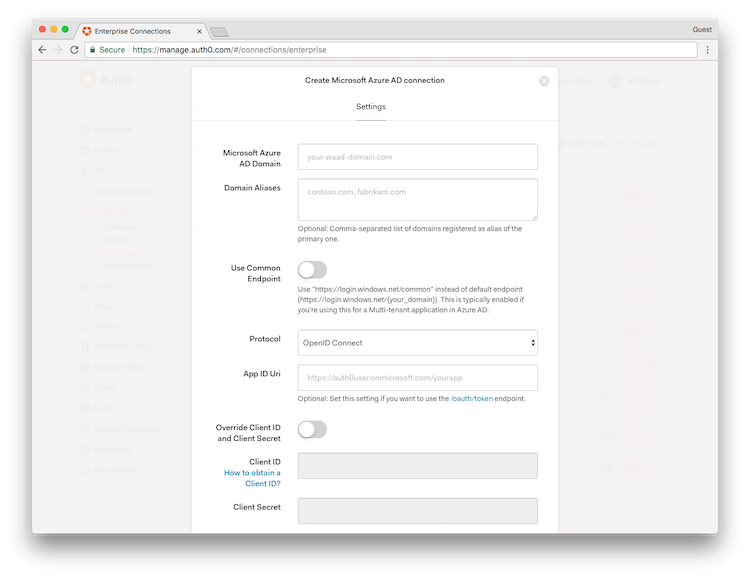 Enterprise Connections
Guest
Secure
https://manage.auth0.com/#/connections/enterprise
Auth0
Create Microsoft Azure AD connection
Settings
Microsoft Azure
AD Domain
your-waad-domain.com
Domain Aliases
contoso.com, fabrikam.com
Optional: Comma-separated list of domains registered as alias of the
primary one.
Use Common
Endpoint
Use "https://login.windows.net/common" instead of default endpoint
(https://login.windows.net/{your_domain}). This is typically enabled if
you're using this for a Multi-tenant application in Azure AD.
Protocol
OpenID Connect
App ID Uri
https://auth0user.onmicrosoft.com/yourapp
Optional: Set this setting if you want to use the /oauth/token endpoint.
Override Client ID
and Client Secret
Client ID
How to obtain a
Client ID?
Client Secret